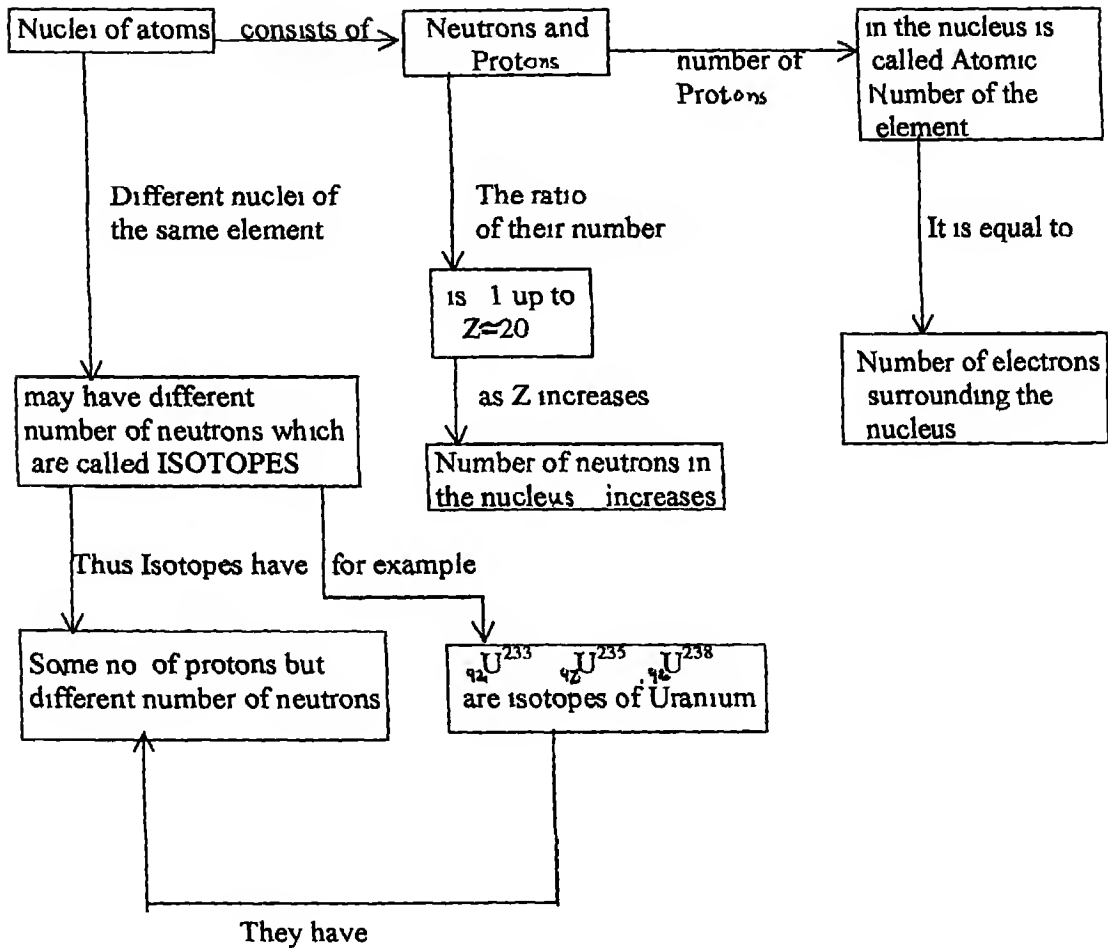 Nuclei of atoms
consists of
Neutrons and
Protons
number of
Protons
in the nucleus is
called Atomic
Number of the
element
Different nuclei of
the same element
The ratio
of their number
It is equal to
is 1 up to
Z≃20
Number of electrons
surrounding the
nucleus
as Z increases
may have different
number of neutrons which
are called ISOTOPES
Number of neutrons in
the nucleus increases
Thus Isotopes have
for example
Some no of protons but
different number of neutrons
₉₂U²³³ ₉₂U²³⁵ ₉₂U²³⁸
are isotopes of Uranium
They have